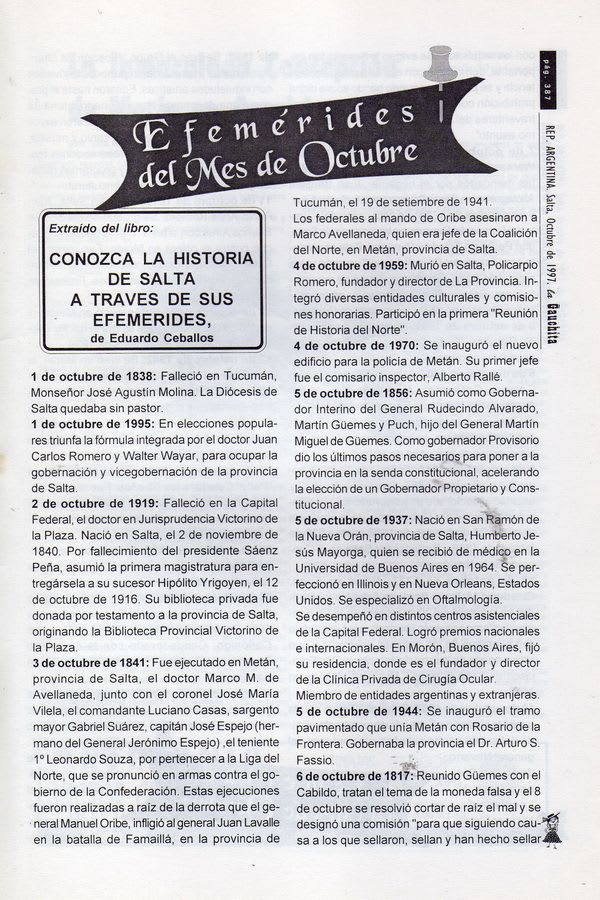 pág. 387
REP. ARGENTINA. Salta, Octubre de 1997. La Gauchita
Efemérides
del Mes de Octubre
Extraído del libro:
CONOZCA LA HISTORIA
DE SALTA
A TRAVES DE SUS
EFEMERIDES,
de Eduardo Ceballos
1 de octubre de 1838: Falleció en Tucumán,
Monseñor José Agustín Molina. La Diócesis de
Salta quedaba sin pastor.
1 de octubre de 1995: En elecciones popula-
res triunfa la fórmula integrada por el doctor Juan
Carlos Romero y Walter Wayar, para ocupar la
gobernación y vicegobernación de la provincia
de Salta.
2 de octubre de 1919: Falleció en la Capital
Federal, el doctor en Jurisprudencia Victorino de
la Plaza. Nació en Salta, el 2 de noviembre de
1840. Por fallecimiento del presidente Sáenz
Peña, asumió la primera magistratura para en-
tregársela a su sucesor Hipólito Yrigoyen, el 12
de octubre de 1916. Su biblioteca privada fue
donada por testamento a la provincia de Salta,
originando la Biblioteca Provincial Victorino de
la Plaza.
3 de octubre de 1841: Fue ejecutado en Metán,
provincia de Salta, el doctor Marco M. de
Avellaneda, junto con el coronel José María
Vilela, el comandante Luciano Casas, sargento
mayor Gabriel Suárez, capitán José Espejo (her-
mano del General Jerónimo Espejo) ,el teniente
1º Leonardo Souza, por pertenecer a la Liga del
Norte, que se pronunció en armas contra el go-
bierno de la Confederación. Estas ejecuciones
fueron realizadas a raíz de la derrota que el ge-
neral Manuel Oribe, infligió al general Juan Lavalle
en la batalla de Famaillá, en la provincia de
Tucumán, el 19 de setiembre de 1941.
Los federales al mando de Oribe asesinaron a
Marco Avellaneda, quien era jefe de la Coalición
del Norte, en Metán, provincia de Salta.
4 de octubre de 1959: Murió en Salta, Policarpio
Romero, fundador y director de La Provincia. In-
tegró diversas entidades culturales y comisio-
nes honorarias. Participó en la primera "Reunión
de Historia del Norte".
4 de octubre de 1970: Se inauguró el nuevo
edificio para la policía de Metán. Su primer jefe
fue el comisario inspector, Alberto Rallé.
5 de octubre de 1856: Asumió como Goberna-
dor Interino del General Rudecindo Alvarado,
Martín Güemes y Puch, hijo del General Martín
Miguel de Güemes. Como gobernador Provisorio
dio los últimos pasos necesarios para poner a la
provincia en la senda constitucional, acelerando
la elección de un Gobernador Propietario y Cons-
titucional.
5 de octubre de 1937: Nació en San Ramón de
la Nueva Orán, provincia de Salta, Humberto Je-
sús Mayorga, quien se recibió de médico en la
Universidad de Buenos Aires en 1964. Se per-
feccionó en Illinois y en Nueva Orleans, Estados
Unidos. Se especializó en Oftalmología.
Se desempeñó en distintos centros asistenciales
de la Capital Federal. Logró premios nacionales
e internacionales. En Morón, Buenos Aires, fijó
su residencia, donde es el fundador y director
de la Clínica Privada de Cirugía Ocular.
Miembro de entidades argentinas y extranjeras.
5 de octubre de 1944: Se inauguró el tramo
pavimentado que unía Metán con Rosario de la
Frontera. Gobernaba la provincia el Dr. Arturo S.
Fassio.
6 de octubre de 1817: Reunido Güemes con el
Cabildo, tratan el tema de la moneda falsa y el 8
de octubre se resolvió cortar de raíz el mal y se
designó una comisión "para que siguiendo cau-
sa a los que sellaron, sellan y han hecho sellar